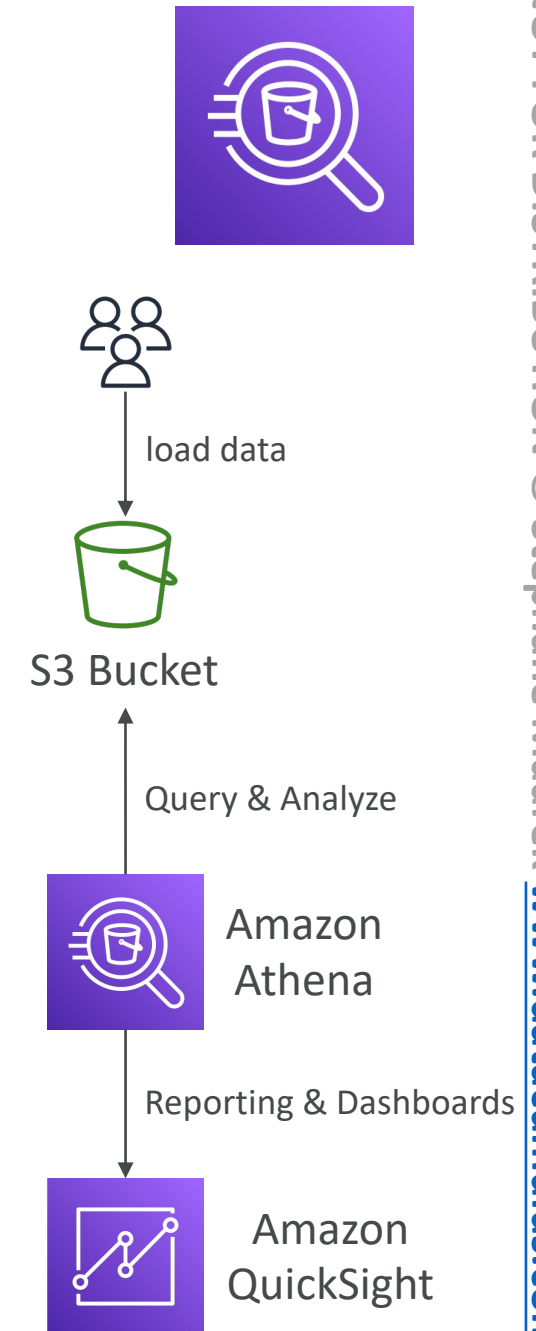 load data
S3 Bucket
Query & Analyze
Amazon
Athena
Reporting & Dashboards
Amazon
QuickSight